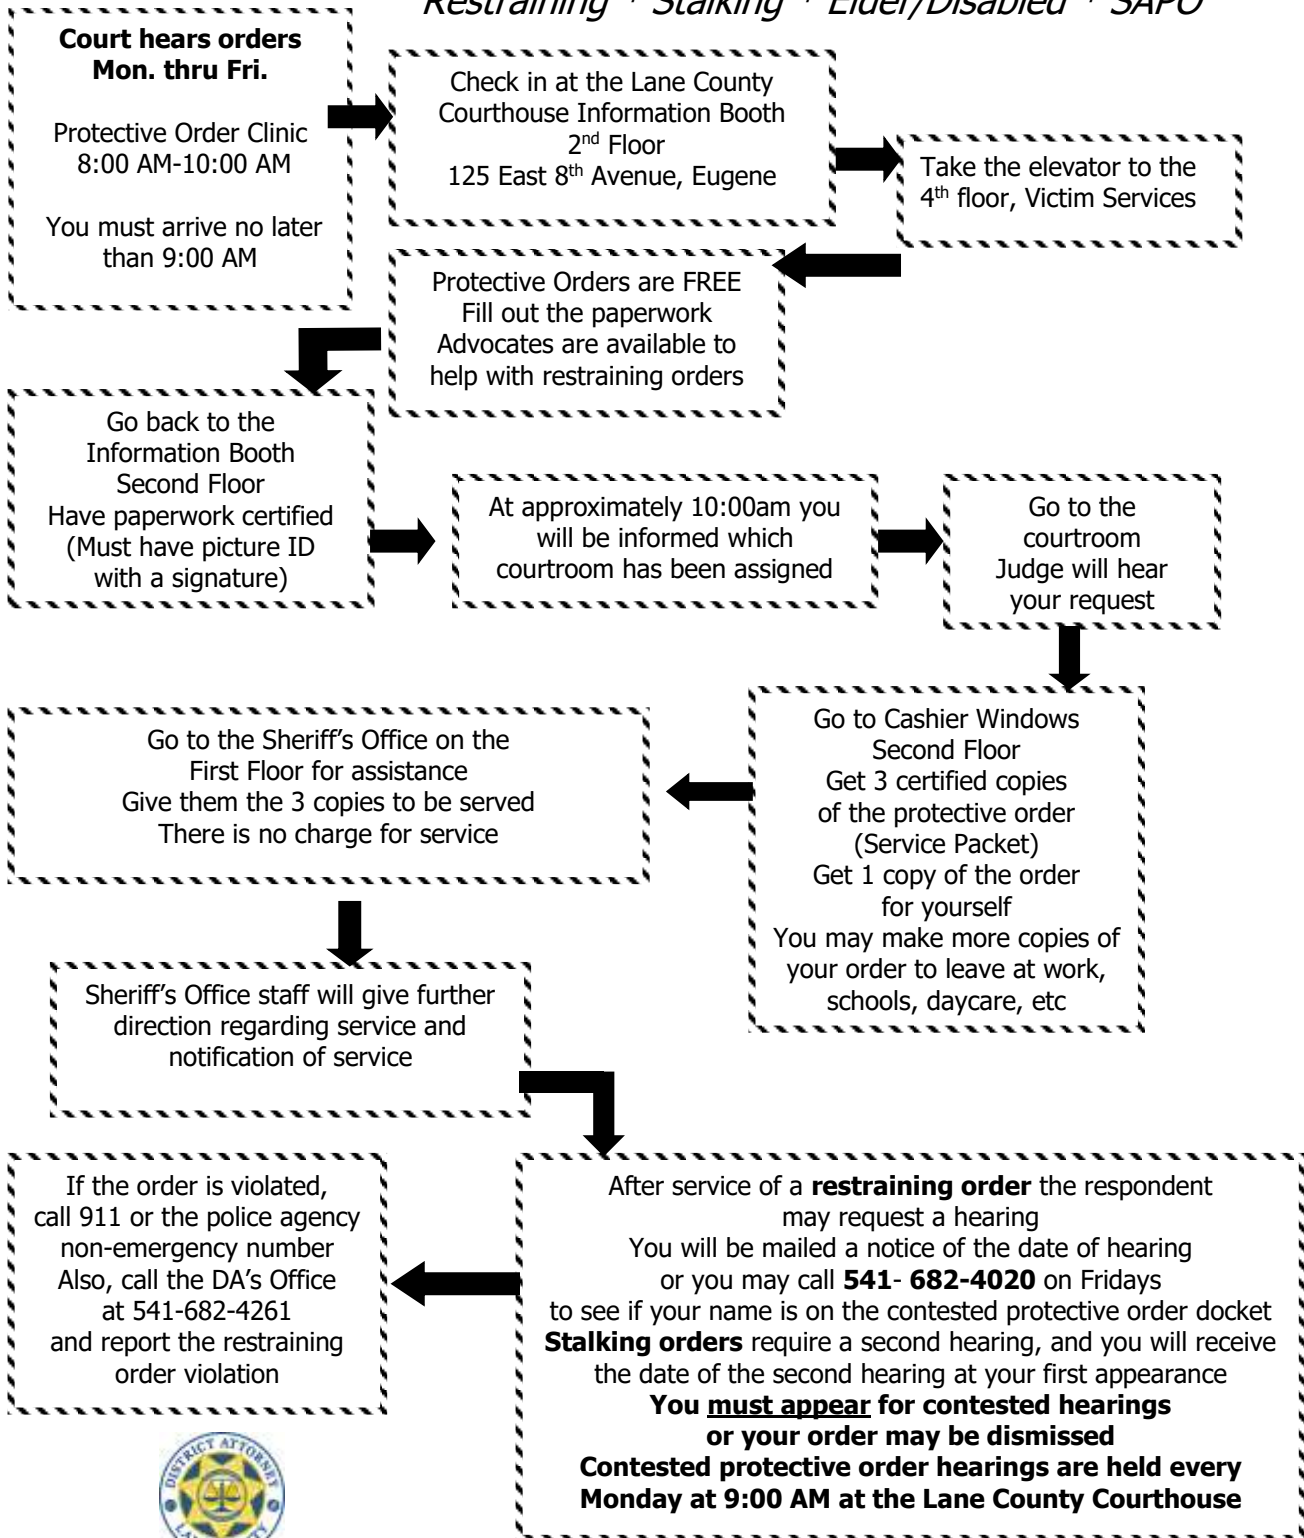 Restraining * Stalking * Elder/Disabled * SAPO
Court hears orders
Mon. thru Fri.
Protective Order Clinic
8:00 AM-10:00 AM
You must arrive no later
than 9:00 AM
Check in at the Lane County
Courthouse Information Booth
2nd Floor
125 East 8th Avenue, Eugene
Take the elevator to the
4th floor, Victim Services
Protective Orders are FREE
Fill out the paperwork
Advocates are available to
help with restraining orders
Go back to the
Information Booth
Second Floor
Have paperwork certified
(Must have picture ID
with a signature)
At approximately 10:00am you
will be informed which
courtroom has been assigned
Go to the
courtroom
Judge will hear
your request
Go to Cashier Windows
Second Floor
Get 3 certified copies
of the protective order
(Service Packet)
Get 1 copy of the order
for yourself
You may make more copies of
your order to leave at work,
schools, daycare, etc
Go to the Sheriff's Office on the
First Floor for assistance
Give them the 3 copies to be served
There is no charge for service
Sheriff's Office staff will give further
direction regarding service and
notification of service
After service of a restraining order the respondent
may request a hearing
You will be mailed a notice of the date of hearing
or you may call 541- 682-4020 on Fridays
to see if your name is on the contested protective order docket
Stalking orders require a second hearing, and you will receive
the date of the second hearing at your first appearance
You must appear for contested hearings
or your order may be dismissed
Contested protective order hearings are held every
Monday at 9:00 AM at the Lane County Courthouse
If the order is violated,
call 911 or the police agency
non-emergency number
Also, call the DA's Office
at 541-682-4261
and report the restraining
order violation
DISTRICT ATTORNEY